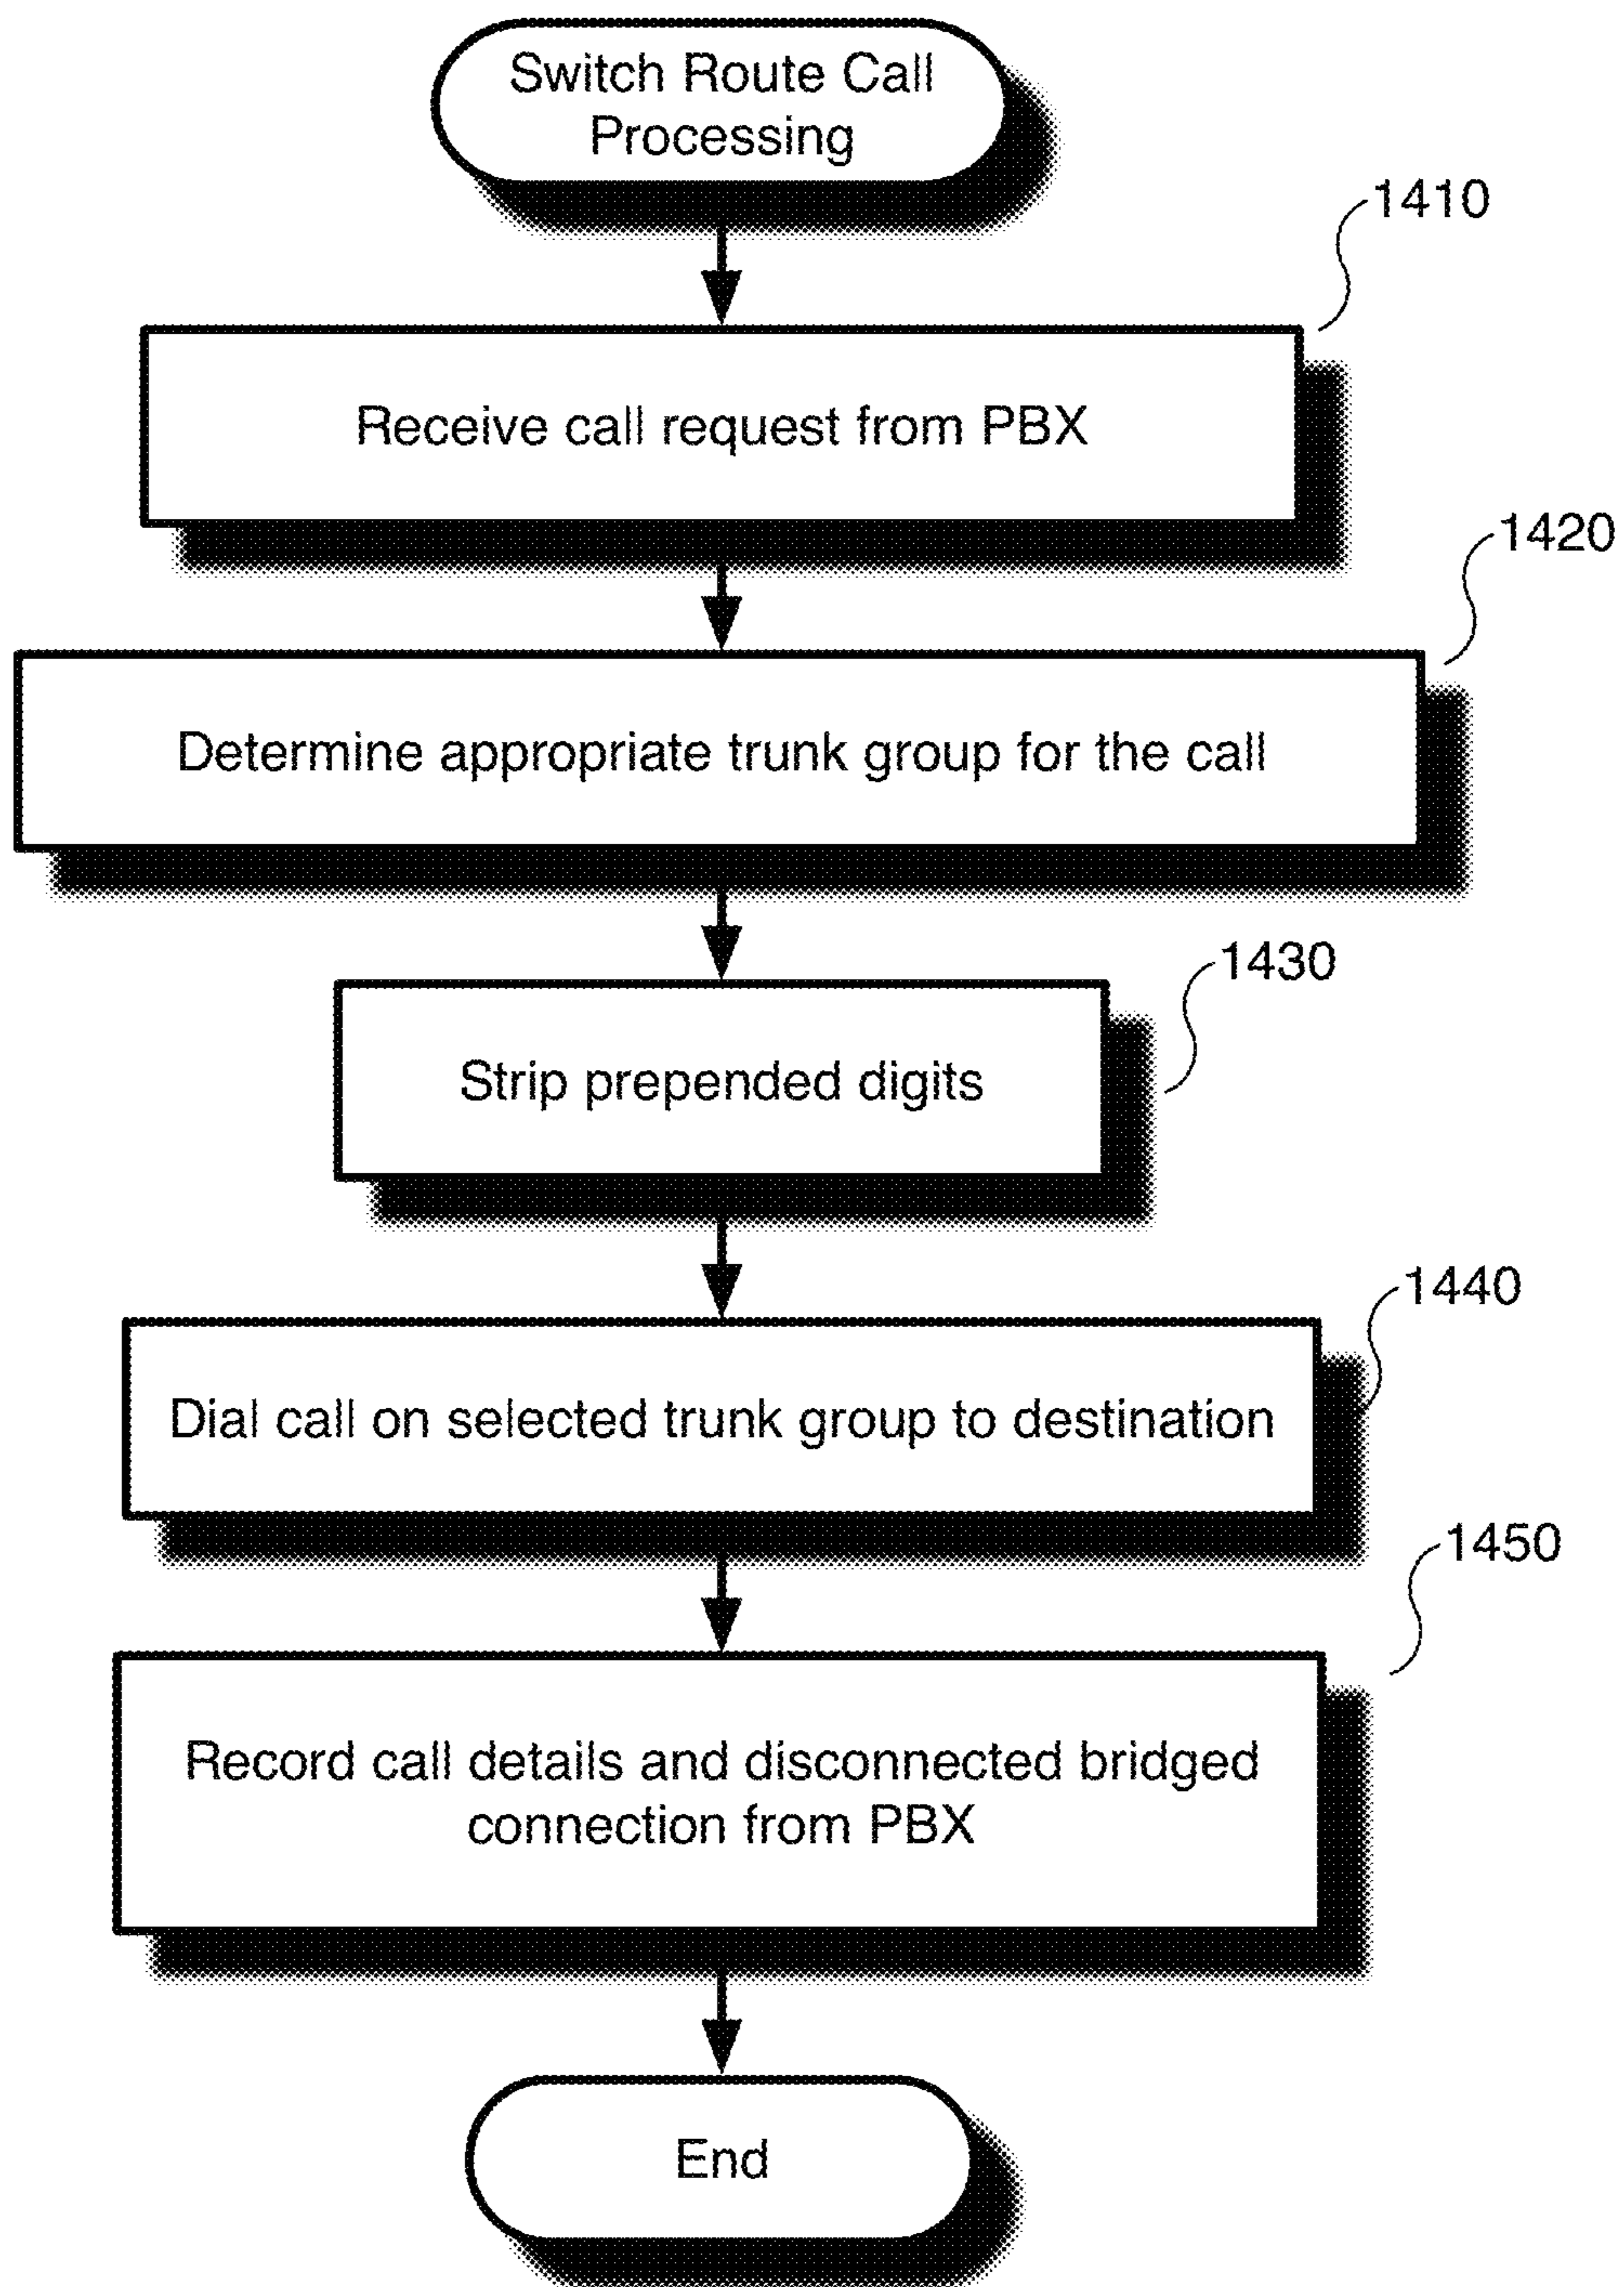 Switch Route Call
Processing
1410
Receive call request from PBX
1420
Determine appropriate trunk group for the call
1430
Strip prepended digits
1440
Dial call on selected trunk group to destination
1450
Record call details and disconnected bridged
connection from PBX
End